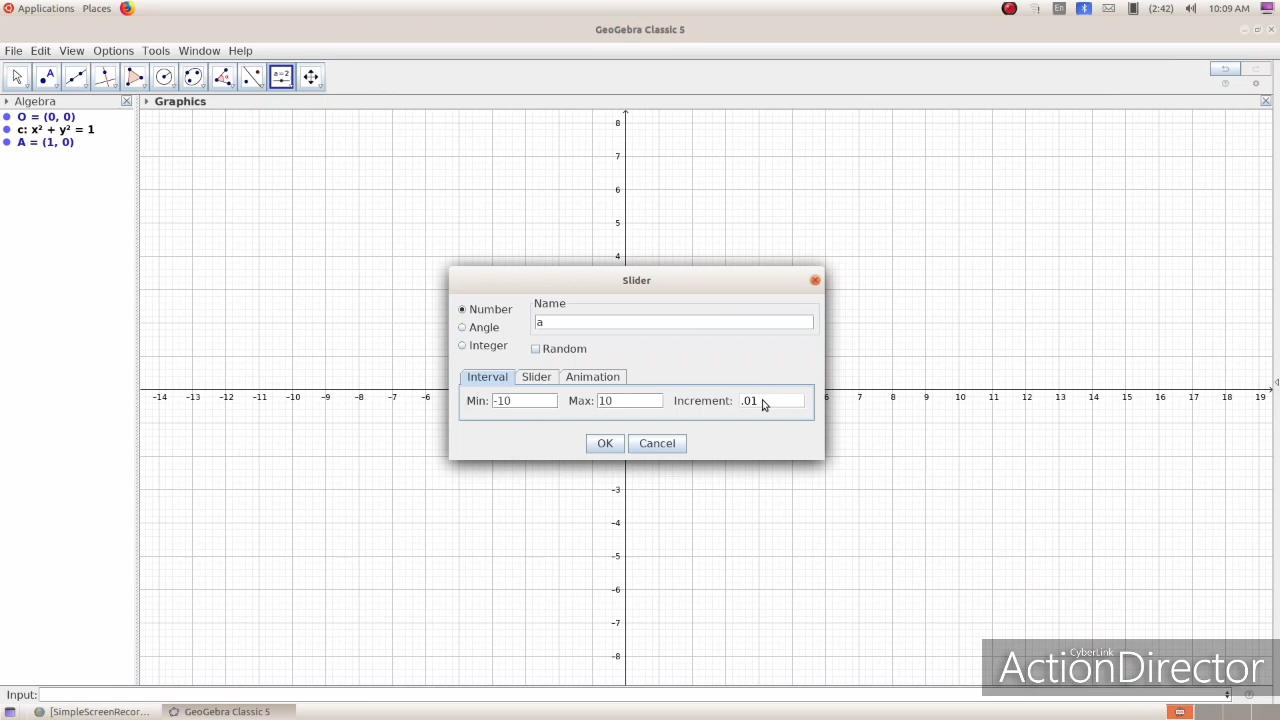 Applications Places En (2:42) 10:09 AM
GeoGebra Classic 5
File Edit View Options Tools Window Help
A a=2
Algebra Graphics
O = (0, 0)
c: x² + y² = 1
A = (1, 0)
8
7
6
5
4
Slider
Number Name
a
Angle
Integer Random
Interval Slider Animation
Min: -10 Max: 10 Increment: .01
-14 -13 -12 -11 -10 -9 -8 -7 -6 6 7 8 9 10 11 12 13 14 15 16 17 18 19
OK Cancel
-3
-4
-5
-6
-7
-8
CyberLink
ActionDirector
Input:
[SimpleScreenRecor... GeoGebra Classic 5